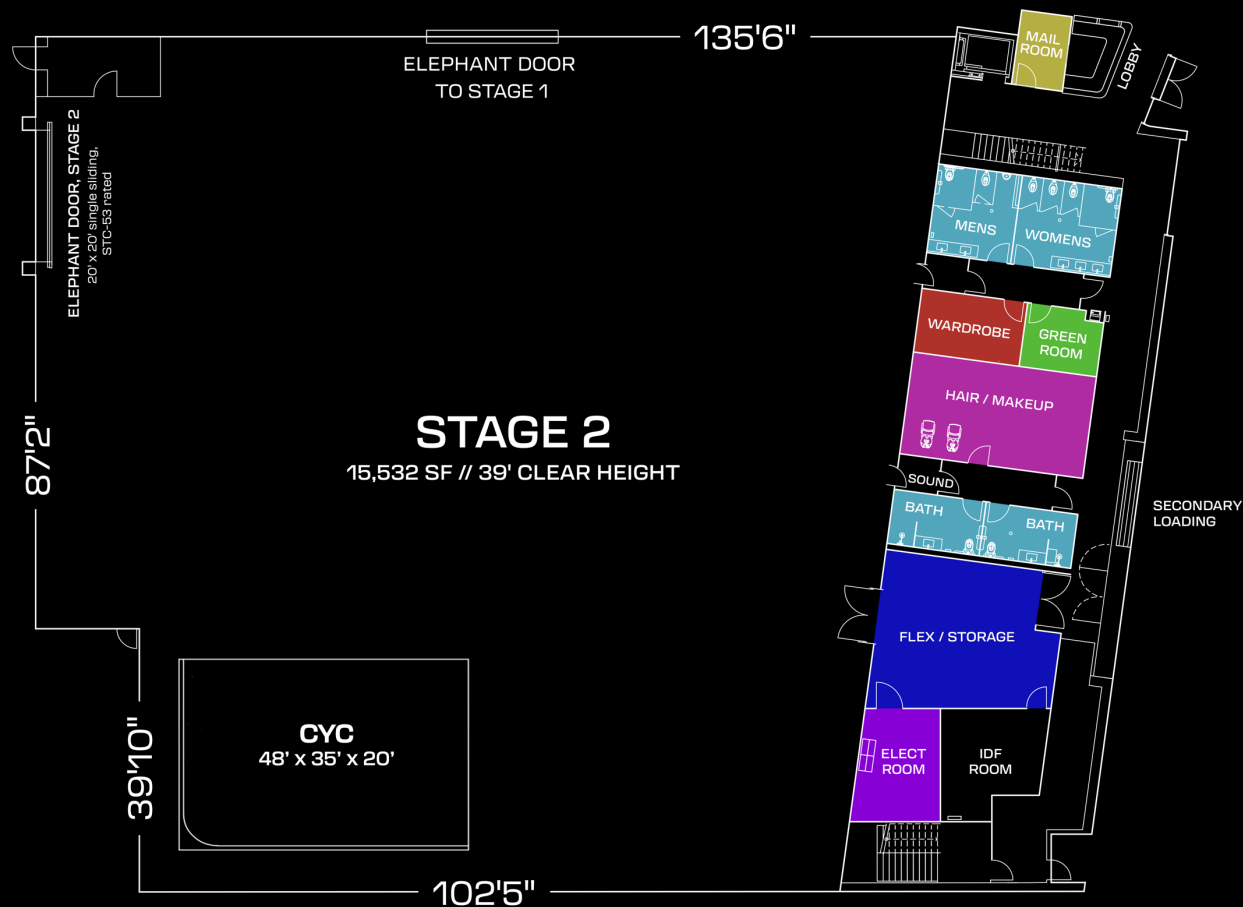 135'6"
ELEPHANT DOOR
TO STAGE 1
MAIL
ROOM
LOBBY
ELEPHANT DOOR, STAGE 2
20' x 20' single sliding,
STC-53 rated
MENS
WOMENS
WARDROBE
GREEN
ROOM
HAIR / MAKEUP
STAGE 2
15,532 SF // 39' CLEAR HEIGHT
87'2"
SOUND
BATH
BATH
SECONDARY
LOADING
FLEX / STORAGE
CYC
48' x 35' x 20'
39'10"
ELECT
ROOM
IDF
ROOM
102'5"